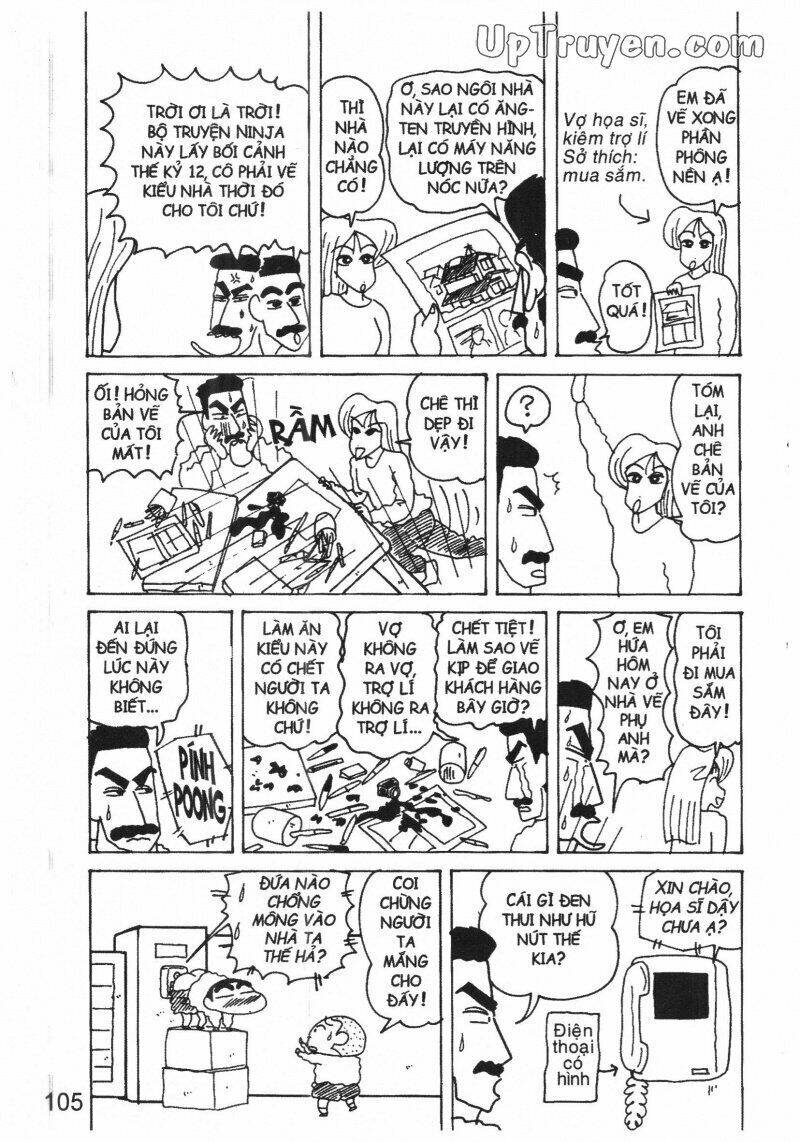 UpTruyen.com
EM ĐÃ
VẼ XONG
PHẦN
PHÔNG
NỀN Ạ!
Vợ họa sĩ,
kiêm trợ lí
Sở thích:
mua sắm.
TỐT
QUÁ!
Ơ, SAO NGÔI NHÀ
NÀY LẠI CÓ ĂNG-
TEN TRUYỀN HÌNH,
LẠI CÓ MÁY NĂNG
LƯỢNG TRÊN
NÓC NỮA?
THÌ
NHÀ
NÀO
CHẲNG
CÓ!
TRỜI ƠI LÀ TRỜI!
BỘ TRUYỆN NINJA
NÀY LẤY BỐI CẢNH
THẾ KỶ 12, CÔ PHẢI VẼ
KIỂU NHÀ THỜI ĐÓ
CHO TÔI CHỨ!
TÓM
LẠI,
ANH
CHÊ
BẢN
VẼ CỦA
TÔI?
?
CHÊ THÌ
DẸP ĐI
VẬY!
RẦM
ỐI! HỎNG
BẢN VẼ
CỦA TÔI
MẤT!
TÔI
PHẢI
ĐI MUA
SẮM
ĐÂY!
Ơ, EM
HỨA
HÔM
NAY Ở
NHÀ VẼ
PHỤ
ANH
MÀ?
CHẾT TIỆT!
LÀM SAO VẼ
KỊP ĐỂ GIAO
KHÁCH HÀNG
BÂY GIỜ?
VỢ
KHÔNG
RA VỢ,
TRỢ LÍ
KHÔNG RA
TRỢ LÍ...
LÀM ĂN
KIỂU NÀY
CÓ CHẾT
NGƯỜI TA
KHÔNG
CHỨ!
AI LẠI
ĐẾN ĐÚNG
LÚC NÀY
KHÔNG
BIẾT...
PÍNH
POONG
XIN CHÀO,
HỌA SĨ DẬY
CHƯA Ạ?
CÁI GÌ ĐEN
THUI NHƯ HŨ
NÚT THẾ
KIA?
Điện
thoại
có
hình
COI
CHỪNG
NGƯỜI
TA
MẮNG
CHO
ĐẤY!
ĐỨA NÀO
CHỔNG
MÔNG VÀO
NHÀ TA
THẾ HẢ?
105